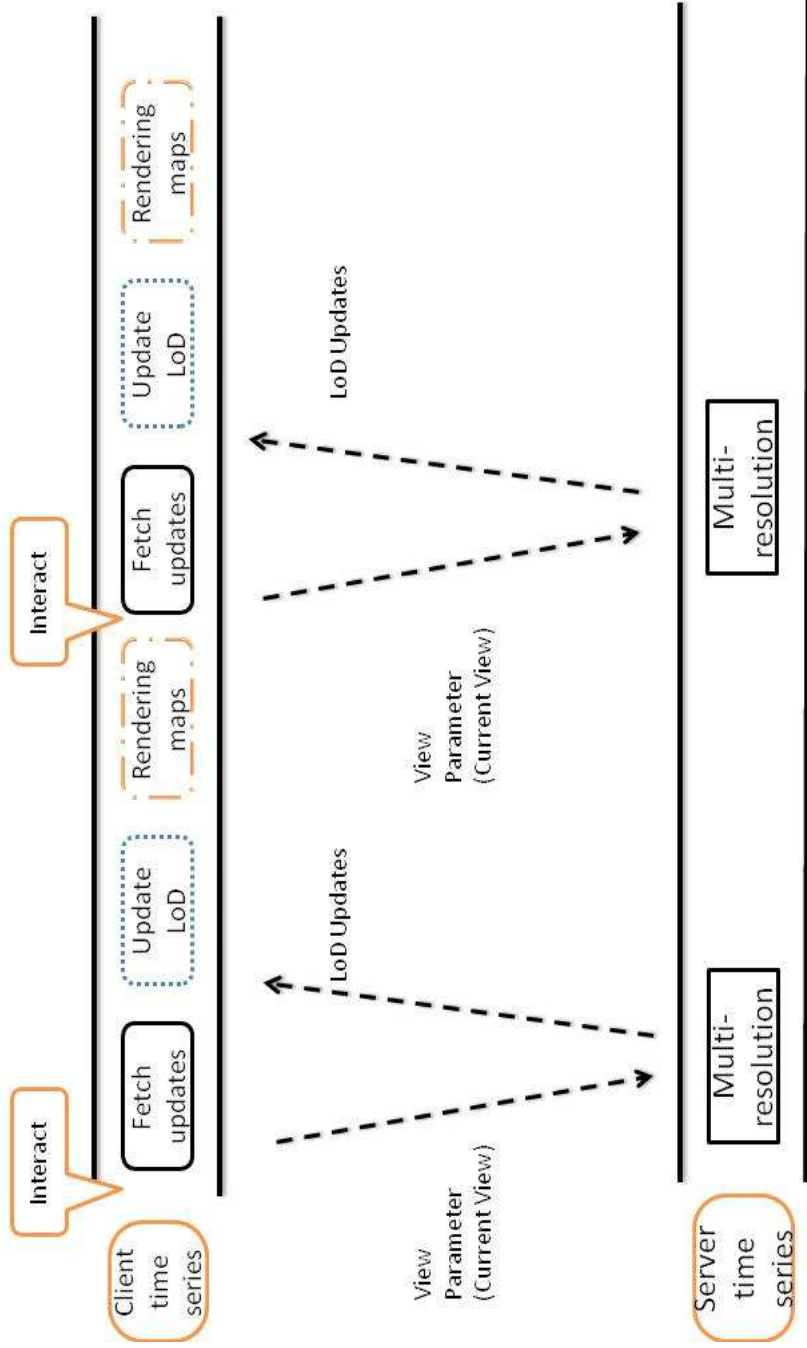 Interact
Interact
Client
time
series
Fetch
updates
Update
LoD
Rendering
maps
Fetch
updates
Update
LoD
Rendering
maps
View
Parameter
(Current View)
LoD Updates
View
Parameter
(Current View)
LoD Updates
Server
time
series
Multi-
resolution
Multi-
resolution